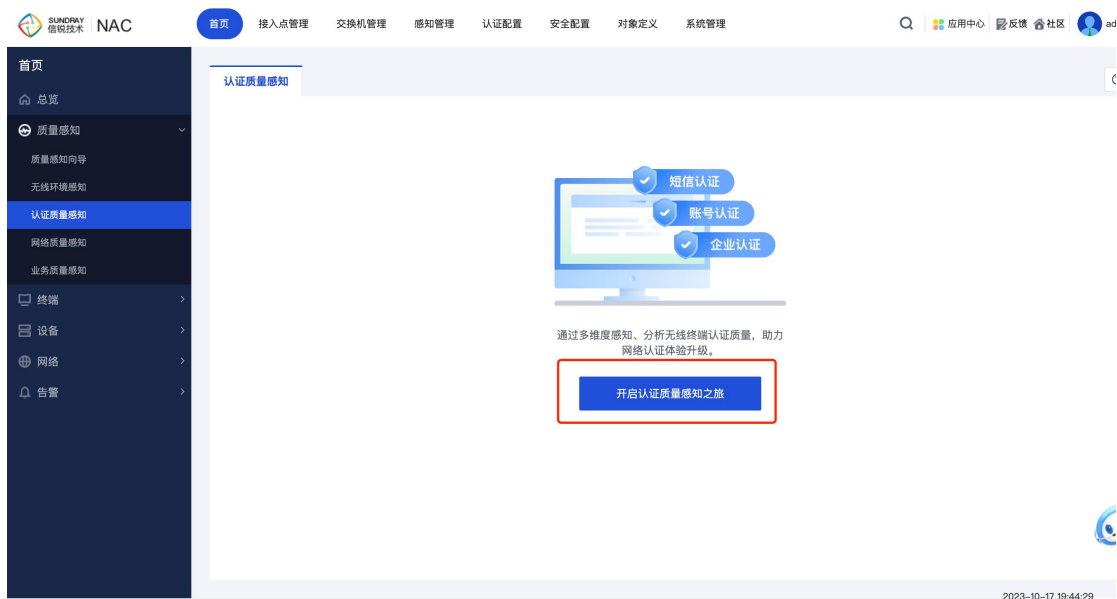 SUNDRAY
信锐技术
NAC
首页
接入点管理
交换机管理
感知管理
认证配置
安全配置
对象定义
系统管理
应用中心
反馈
社区
ad
首页
总览
质量感知
质量感知向导
无线环境感知
认证质量感知
网络质量感知
业务质量感知
终端
设备
网络
告警
认证质量感知
短信认证
账号认证
企业认证
通过多维度感知、分析无线终端认证质量，助力
网络认证体验升级。
开启认证质量感知之旅
2023-10-17 19:44:29